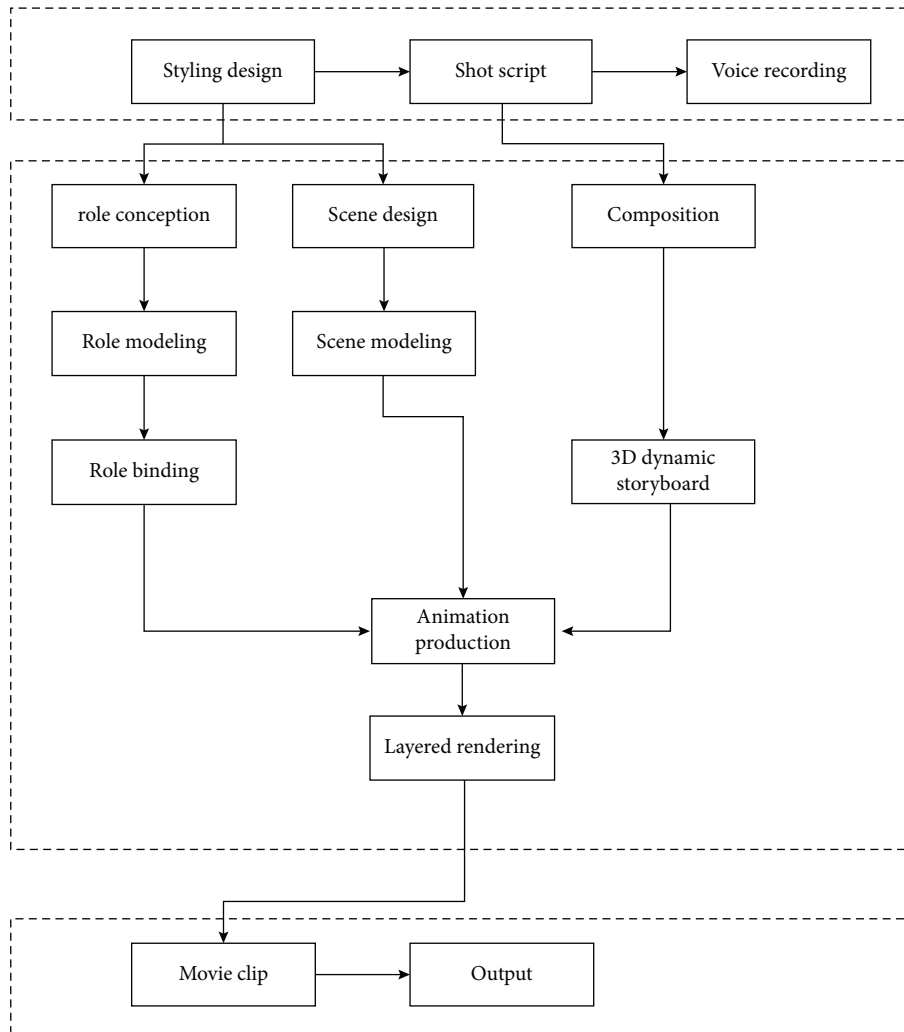 Styling design
Shot script
Voice recording
role conception
Scene design
Composition
Role modeling
Scene modeling
Role binding
3D dynamic
storyboard
Animation
production
Layered rendering
Movie clip
Output